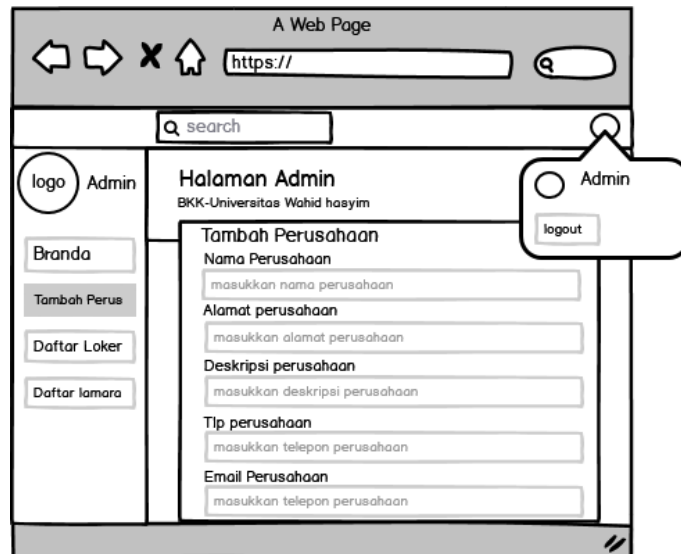 A Web Page
https://
search
logo Admin
Branda
Tambah Perus
Daftar Loker
Daftar lamara
Halaman Admin
BKK-Universitas Wahid hasyim
Admin
logout
Tambah Perusahaan
Nama Perusahaan
masukkan nama perusahaan
Alamat perusahaan
masukkan alamat perusahaan
Deskripsi perusahaan
masukkan deskripsi perusahaan
Tlp perusahaan
masukkan telepon perusahaan
Email Perusahaan
masukkan telepon perusahaan